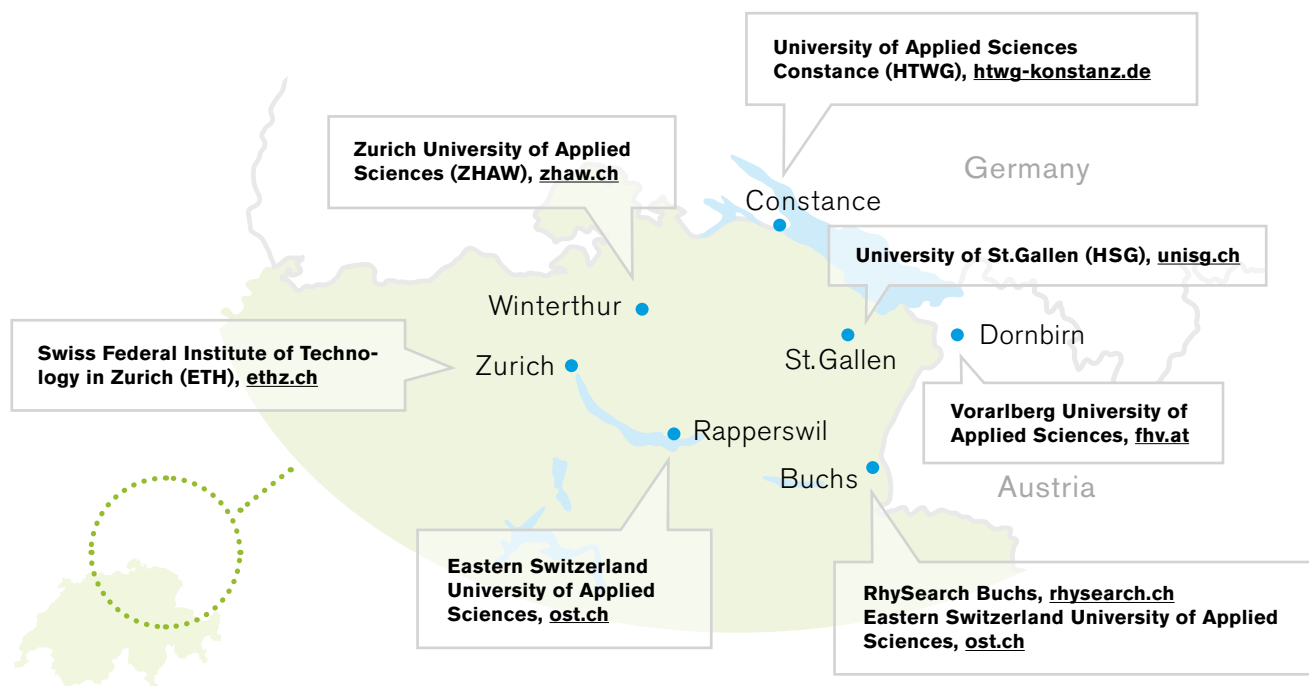 University of Applied Sciences
Constance (HTWG), htwg-konstanz.de
Zurich University of Applied
Sciences (ZHAW), zhaw.ch
Germany
Constance
University of St.Gallen (HSG), unisg.ch
Winterthur
Swiss Federal Institute of Techno-
logy in Zurich (ETH), ethz.ch
Zurich
St.Gallen
Dornbirn
Vorarlberg University of
Applied Sciences, fhv.at
Rapperswil
Buchs
Austria
Eastern Switzerland
University of Applied
Sciences, ost.ch
RhySearch Buchs, rhysearch.ch
Eastern Switzerland University of Applied
Sciences, ost.ch